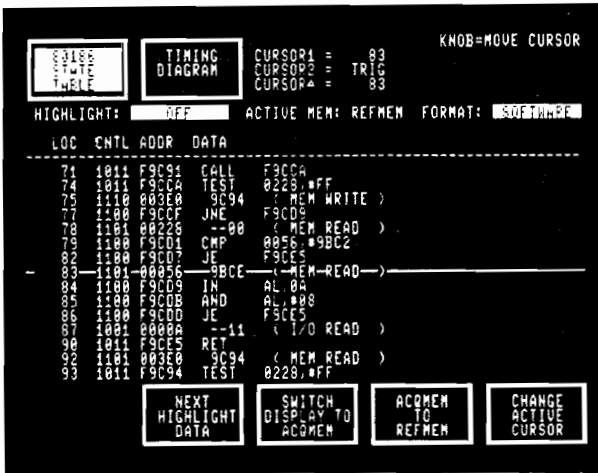 KNOB=MOVE CURSOR
80186 STATE TABLE
TIMING DIAGRAM
CURSOR1 = 83
CURSOR2 = TRIG
CURSOR▲ = 83
HIGHLIGHT: OFF ACTIVE MEM: REFMEM FORMAT: SOFTWARE
LOC CNTL ADDR DATA
71 1011 F9C91 CALL F9CCA
74 1011 F9CCA TEST 0228,#FF
75 1110 003E0 9C94 ( MEM WRITE )
77 1100 F9CCF JNE F9CD9
78 1101 00228 --00 ( MEM READ )
79 1100 F9CD1 CMP 0056,#9BC2
82 1100 F9CD7 JE F9CE5
83 1101 00056 9BCE ( MEM READ )
84 1100 F9CD9 IN AL,0A
85 1100 F9CDB AND AL,#08
86 1100 F9CDD JE F9CE5
87 1001 0000A --11 ( I/O READ )
90 1011 F9CE5 RET
92 1101 003E0 9C94 ( MEM READ )
93 1011 F9C94 TEST 0228,#FF
NEXT HIGHLIGHT DATA
SWITCH DISPLAY TO ACQMEM
ACQMEM TO REFMEM
CHANGE ACTIVE CURSOR